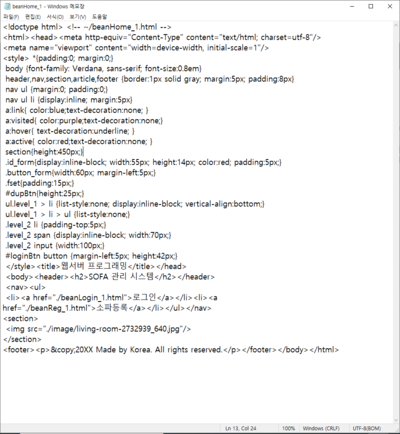 beanHome_1 - Windows 메모장
파일(F) 편집(E) 서식(O) 보기(V) 도움말
<!doctype html> <!-- ~/beanHome_1.html -->
<html><head><meta http-equiv="Content-Type" content="text/html; charset=utf-8"/>
<meta name="viewport" content="width=device-width, initial-scale=1"/>
<style> *{padding:0; margin:0;}
body {font-family: Verdana, sans-serif; font-size:0.8em}
header,nav,section,article,footer {border:1px solid gray; margin:5px; padding:8px}
nav ul {margin:0; padding:0;}
nav ul li {display:inline; margin:5px}
a:link{ color:blue;text-decoration:none; }
a:visited{ color:purple;text-decoration:none;}
a:hover{ text-decoration:underline; }
a:active{ color:red;text-decoration:none; }
section{height:450px;}
.id_form{display:inline-block; width:55px; height:14px; color:red; padding:5px;}
.button_form{width:60px; margin-left:5px;}
.fset{padding:15px;}
#dupBtn{height:25px;}
ul.level_1 > li {list-style:none; display:inline-block; vertical-align:bottom;}
ul.level_1 > li > ul {list-style:none;}
.level_2 li {padding-top:5px;}
.level_2 span {display:inline-block; width:70px;}
.level_2 input {width:100px;}
#loginBtn button {margin-left:5px; height:42px;}
</style><title>웹서버 프로그래밍</title></head>
<body><header><h2>SOFA 관리 시스템</h2></header>
<nav><ul>
<li><a href="./beanLogin_1.html">로그인</a></li><li><a
href="./beanReg_1.html">소파등록</a></li></ul></nav>
<section>
<img src="./image/living-room-2732939_640.jpg"/>
</section>
<footer><p>&copy;20XX Made by Korea. All rights reserved.</p></footer></body></html>
Ln 13, Col 24 100% Windows (CRLF) UTF-8(BOM)